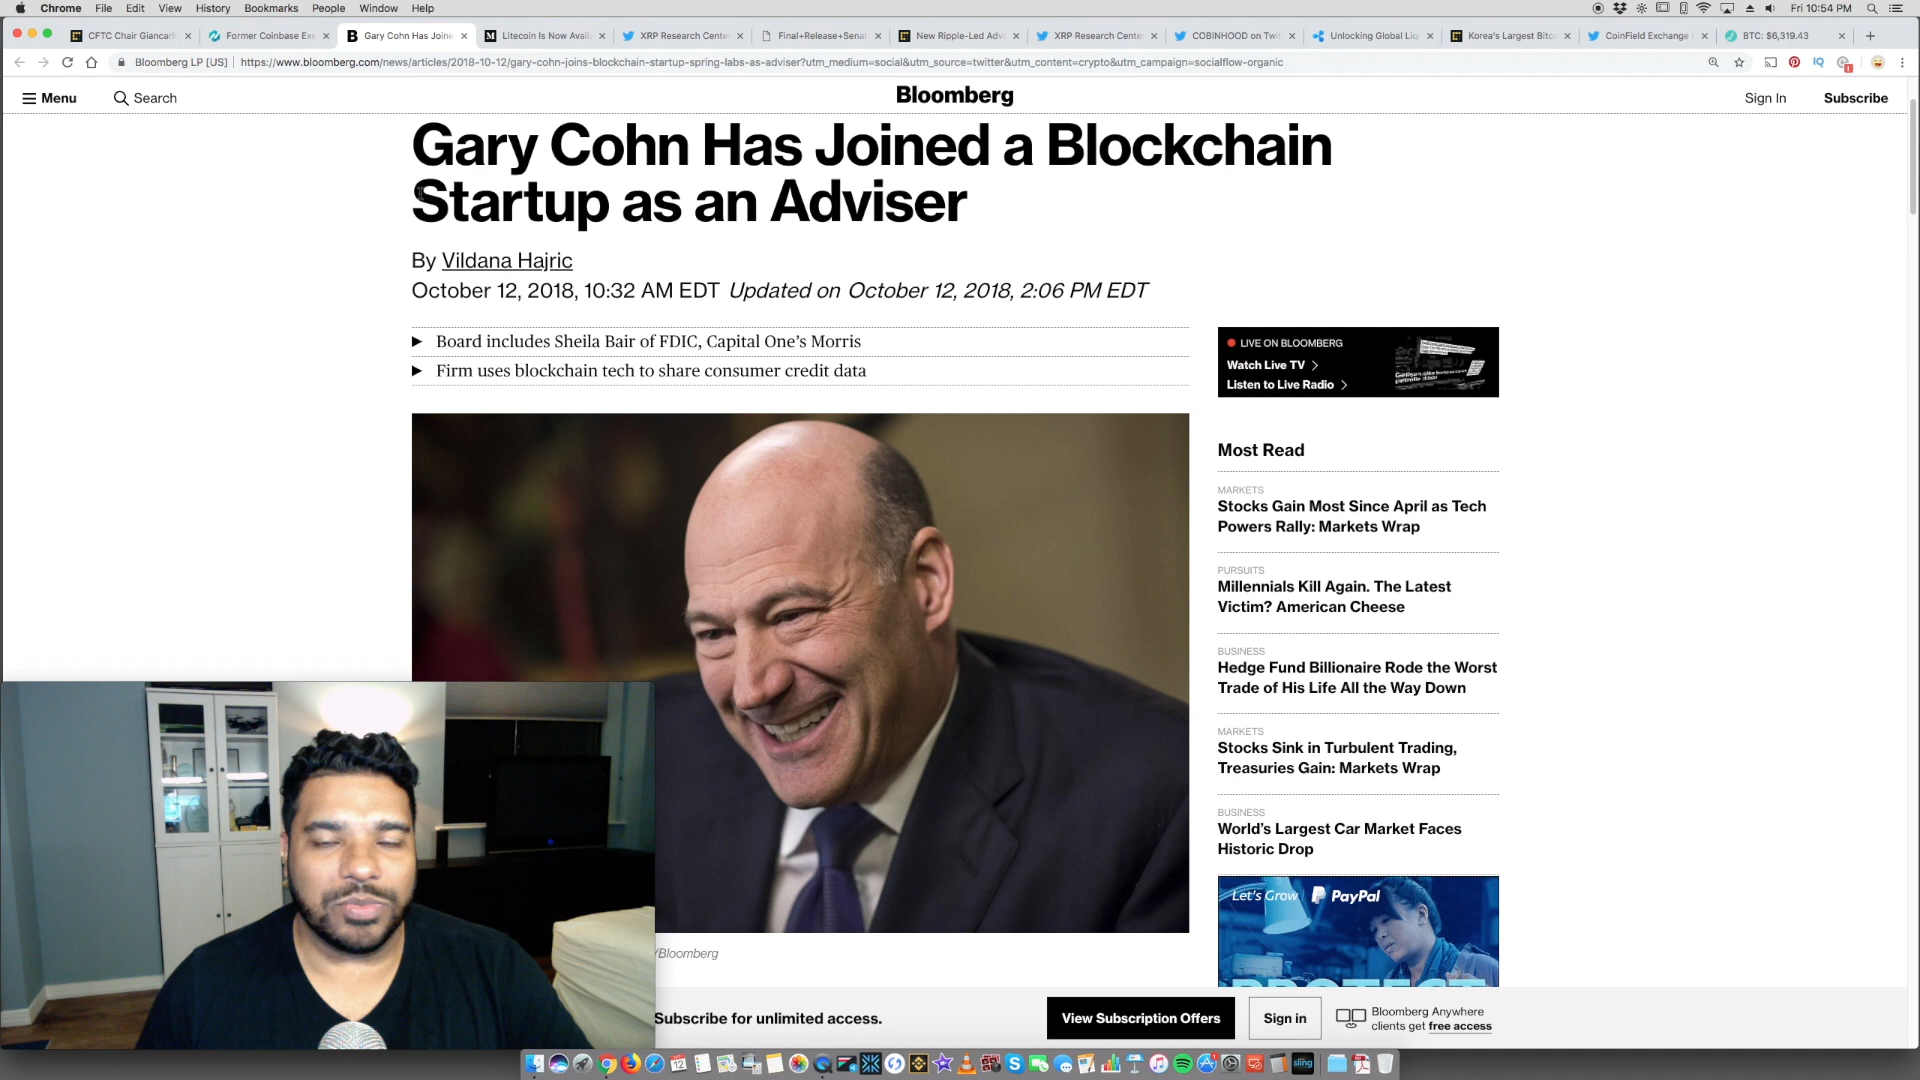 Chrome File Edit View History Bookmarks People Window Help
Fri 10:54 PM
CFTC Chair Giancarlo
Former Coinbase Exe
Gary Cohn Has Joine
Litecoin Is Now Avail
XRP Research Center
Final+Release+Senat
New Ripple-Led Advo
XRP Research Center
COBINHOOD on Twit
Unlocking Global Liq
Korea's Largest Bitco
CoinField Exchange
BTC: $6,319.43
Bloomberg LP [US]
https://www.bloomberg.com/news/articles/2018-10-12/gary-cohn-joins-blockchain-startup-spring-labs-as-adviser?utm_medium=social&utm_source=twitter&utm_content=crypto&utm_campaign=socialflow-organic
Menu
Search
Bloomberg
Sign In
Subscribe
Gary Cohn Has Joined a Blockchain
Startup as an Adviser
By Vildana Hajric
October 12, 2018, 10:32 AM EDT Updated on October 12, 2018, 2:06 PM EDT
Board includes Sheila Bair of FDIC, Capital One's Morris
Firm uses blockchain tech to share consumer credit data
LIVE ON BLOOMBERG
Watch Live TV
Listen to Live Radio
Most Read
MARKETS
Stocks Gain Most Since April as Tech
Powers Rally: Markets Wrap
PURSUITS
Millennials Kill Again. The Latest
Victim? American Cheese
BUSINESS
Hedge Fund Billionaire Rode the Worst
Trade of His Life All the Way Down
MARKETS
Stocks Sink in Turbulent Trading,
Treasuries Gain: Markets Wrap
BUSINESS
World's Largest Car Market Faces
Historic Drop
Let's Grow | PayPal
PROTECT
/Bloomberg
Subscribe for unlimited access.
View Subscription Offers
Sign in
Bloomberg Anywhere
clients get free access
sling